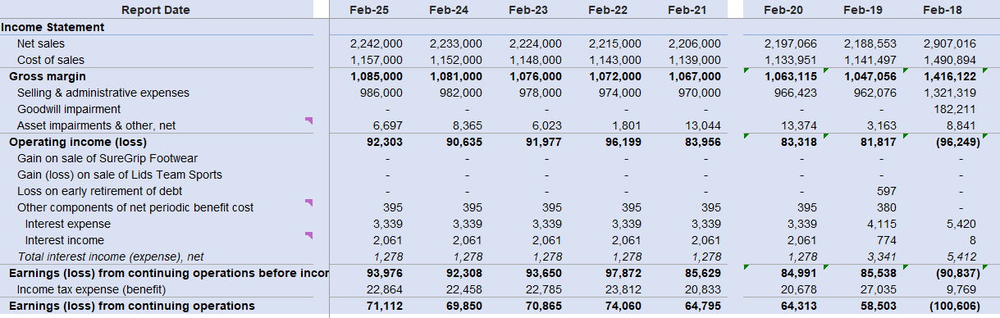 Report Date Feb-25 Feb-24 Feb-23 Feb-22 Feb-21 Feb-20 Feb-19 Feb-18
Income Statement
Net sales 2,242,000 2,233,000 2,224,000 2,215,000 2,206,000 2,197,066 2,188,553 2,907,016
Cost of sales 1,157,000 1,152,000 1,148,000 1,143,000 1,139,000 1,133,951 1,141,497 1,490,894
Gross margin 1,085,000 1,081,000 1,076,000 1,072,000 1,067,000 1,063,115 1,047,056 1,416,122
Selling & administrative expenses 986,000 982,000 978,000 974,000 970,000 966,423 962,076 1,321,319
Goodwill impairment - - - - - - - 182,211
Asset impairments & other, net 6,697 8,365 6,023 1,801 13,044 13,374 3,163 8,841
Operating income (loss) 92,303 90,635 91,977 96,199 83,956 83,318 81,817 (96,249)
Gain on sale of SureGrip Footwear - - - - - - - -
Gain (loss) on sale of Lids Team Sports - - - - - - - -
Loss on early retirement of debt - - - - - - 597 -
Other components of net periodic benefit cost 395 395 395 395 395 395 380 -
Interest expense 3,339 3,339 3,339 3,339 3,339 3,339 4,115 5,420
Interest income 2,061 2,061 2,061 2,061 2,061 2,061 774 8
Total interest income (expense), net 1,278 1,278 1,278 1,278 1,278 1,278 3,341 5,412
Earnings (loss) from continuing operations before incor 93,976 92,308 93,650 97,872 85,629 84,991 85,538 (90,837)
Income tax expense (benefit) 22,864 22,458 22,785 23,812 20,833 20,678 27,035 9,769
Earnings (loss) from continuing operations 71,112 69,850 70,865 74,060 64,795 64,313 58,503 (100,606)